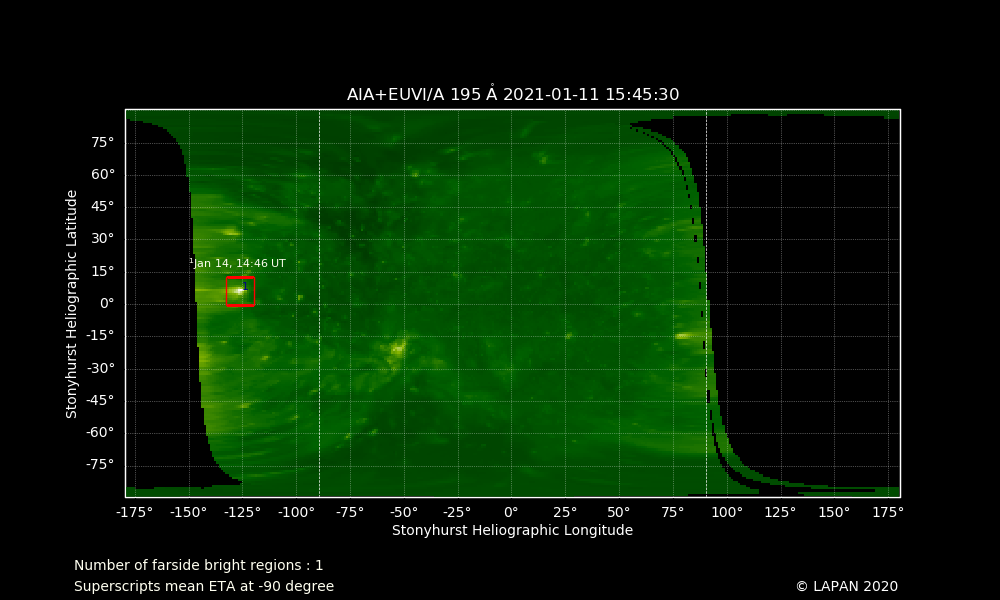 AIA+EUVI/A 195 Å 2021-01-11 15:45:30
75°
60°
45°
30°
15°
0°
-15°
-30°
-45°
-60°
-75°
Stonyhurst Heliographic Latitude
¹Jan 14, 14:46 UT
1
-175° -150° -125° -100° -75° -50° -25° 0° 25° 50° 75° 100° 125° 150° 175°
Stonyhurst Heliographic Longitude
Number of farside bright regions : 1
Superscripts mean ETA at -90 degree
© LAPAN 2020